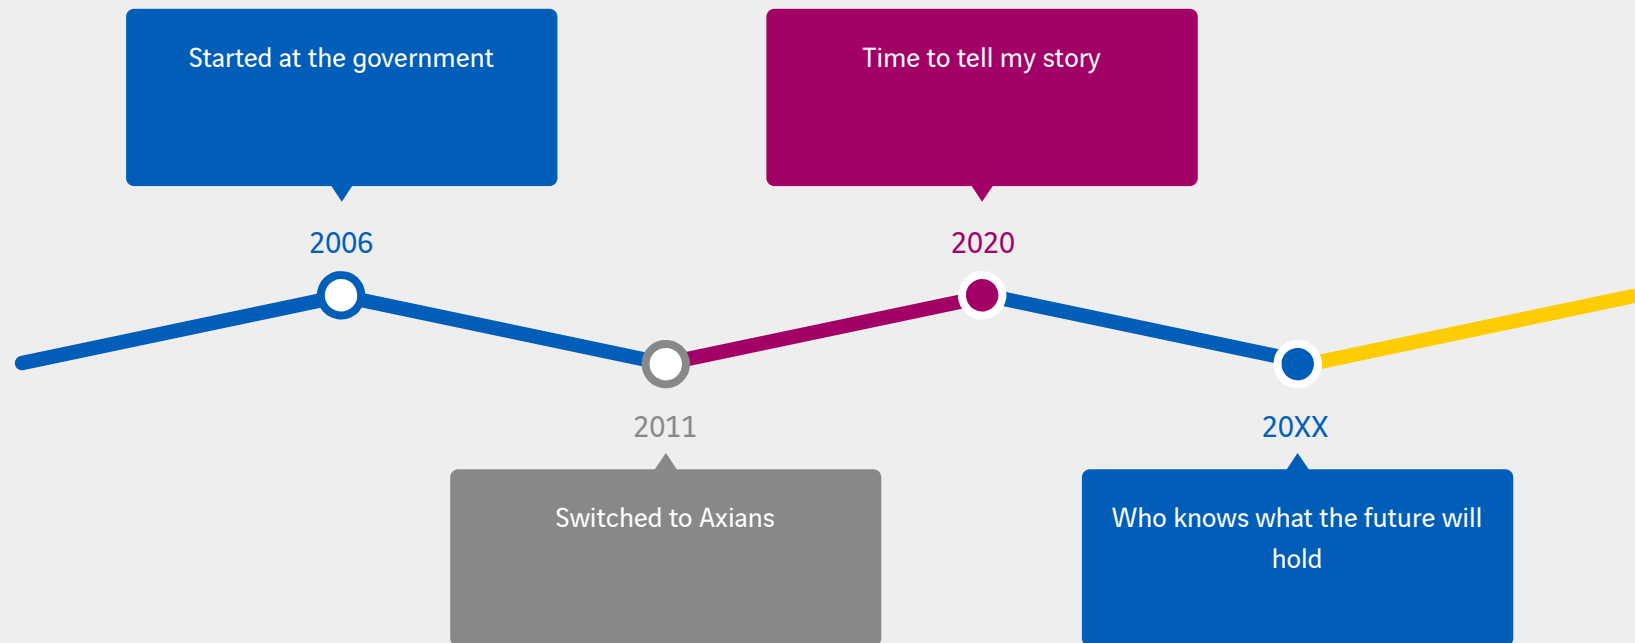 Started at the government
2006
2011
Switched to Axians
Time to tell my story
2020
20XX
Who knows what the future will
hold